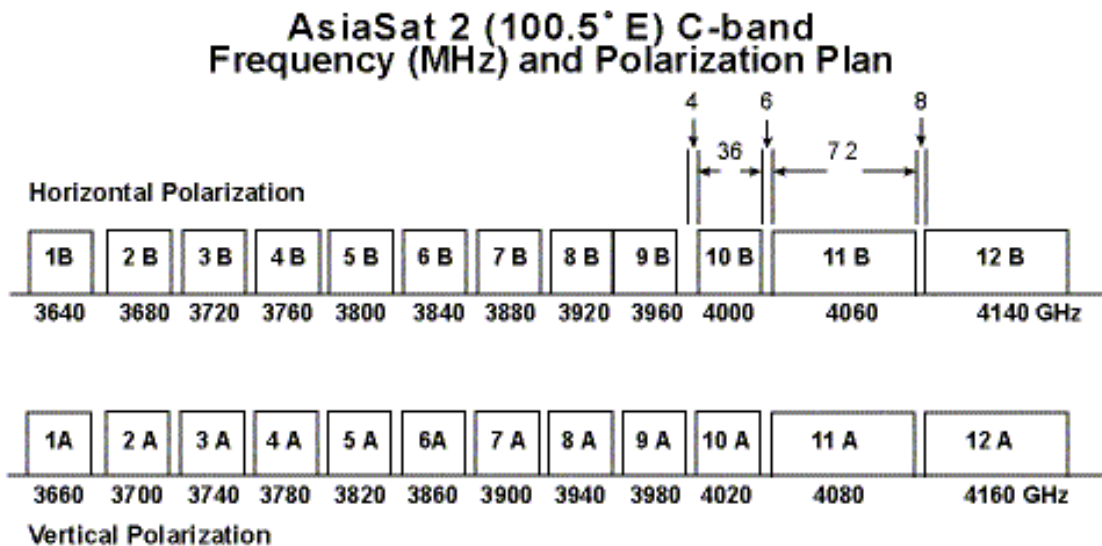 AsiaSat 2 (100.5° E) C-band
Frequency (MHz) and Polarization Plan
4 6 8
36 72
Horizontal Polarization
1B 2 B 3 B 4 B 5 B 6 B 7 B 8 B 9 B 10 B 11 B 12 B
3640 3680 3720 3760 3800 3840 3880 3920 3960 4000 4060 4140 GHz
1A 2 A 3 A 4 A 5 A 6A 7 A 8 A 9 A 10 A 11 A 12 A
3660 3700 3740 3780 3820 3860 3900 3940 3980 4020 4080 4160 GHz
Vertical Polarization